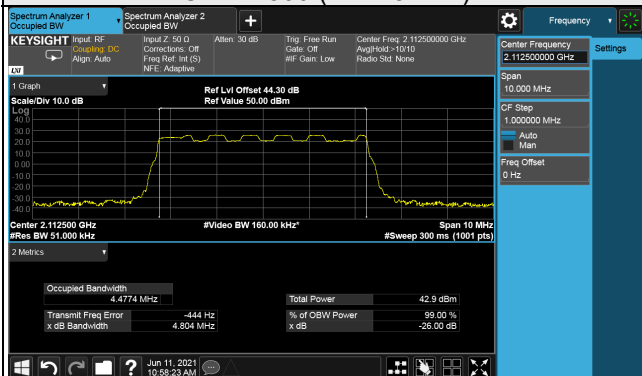 Spectrum Analyzer 1
Occupied BW
Spectrum Analyzer 2
Occupied BW
+
Frequency
KEYSIGHT
Input: RF
Coupling: DC
Align: Auto
Input Z: 50 Ω
Corrections: Off
Freq Ref: Int (S)
NFE: Adaptive
Atten: 30 dB
Trig: Free Run
Gate: Off
#IF Gain: Low
Center Freq: 2.112500000 GHz
Avg|Hold:>10/10
Radio Std: None
LXI
Center Frequency
2.112500000 GHz
Settings
Span
10.000 MHz
CF Step
1.000000 MHz
Auto
Man
Freq Offset
0 Hz
1 Graph
Scale/Div 10.0 dB
Ref Lvl Offset 44.30 dB
Ref Value 50.00 dBm
Log
40.0
30.0
20.0
10.0
0.00
-10.0
-20.0
-30.0
-40.0
Center 2.112500 GHz
#Res BW 51.000 kHz
#Video BW 160.00 kHz*
Span 10 MHz
#Sweep 300 ms (1001 pts)
2 Metrics
Occupied Bandwidth
4.4774 MHz
Total Power 42.9 dBm
Transmit Freq Error -444 Hz
% of OBW Power 99.00 %
x dB Bandwidth 4.804 MHz
x dB -26.00 dB
?
Jun 11, 2021
10:58:23 AM